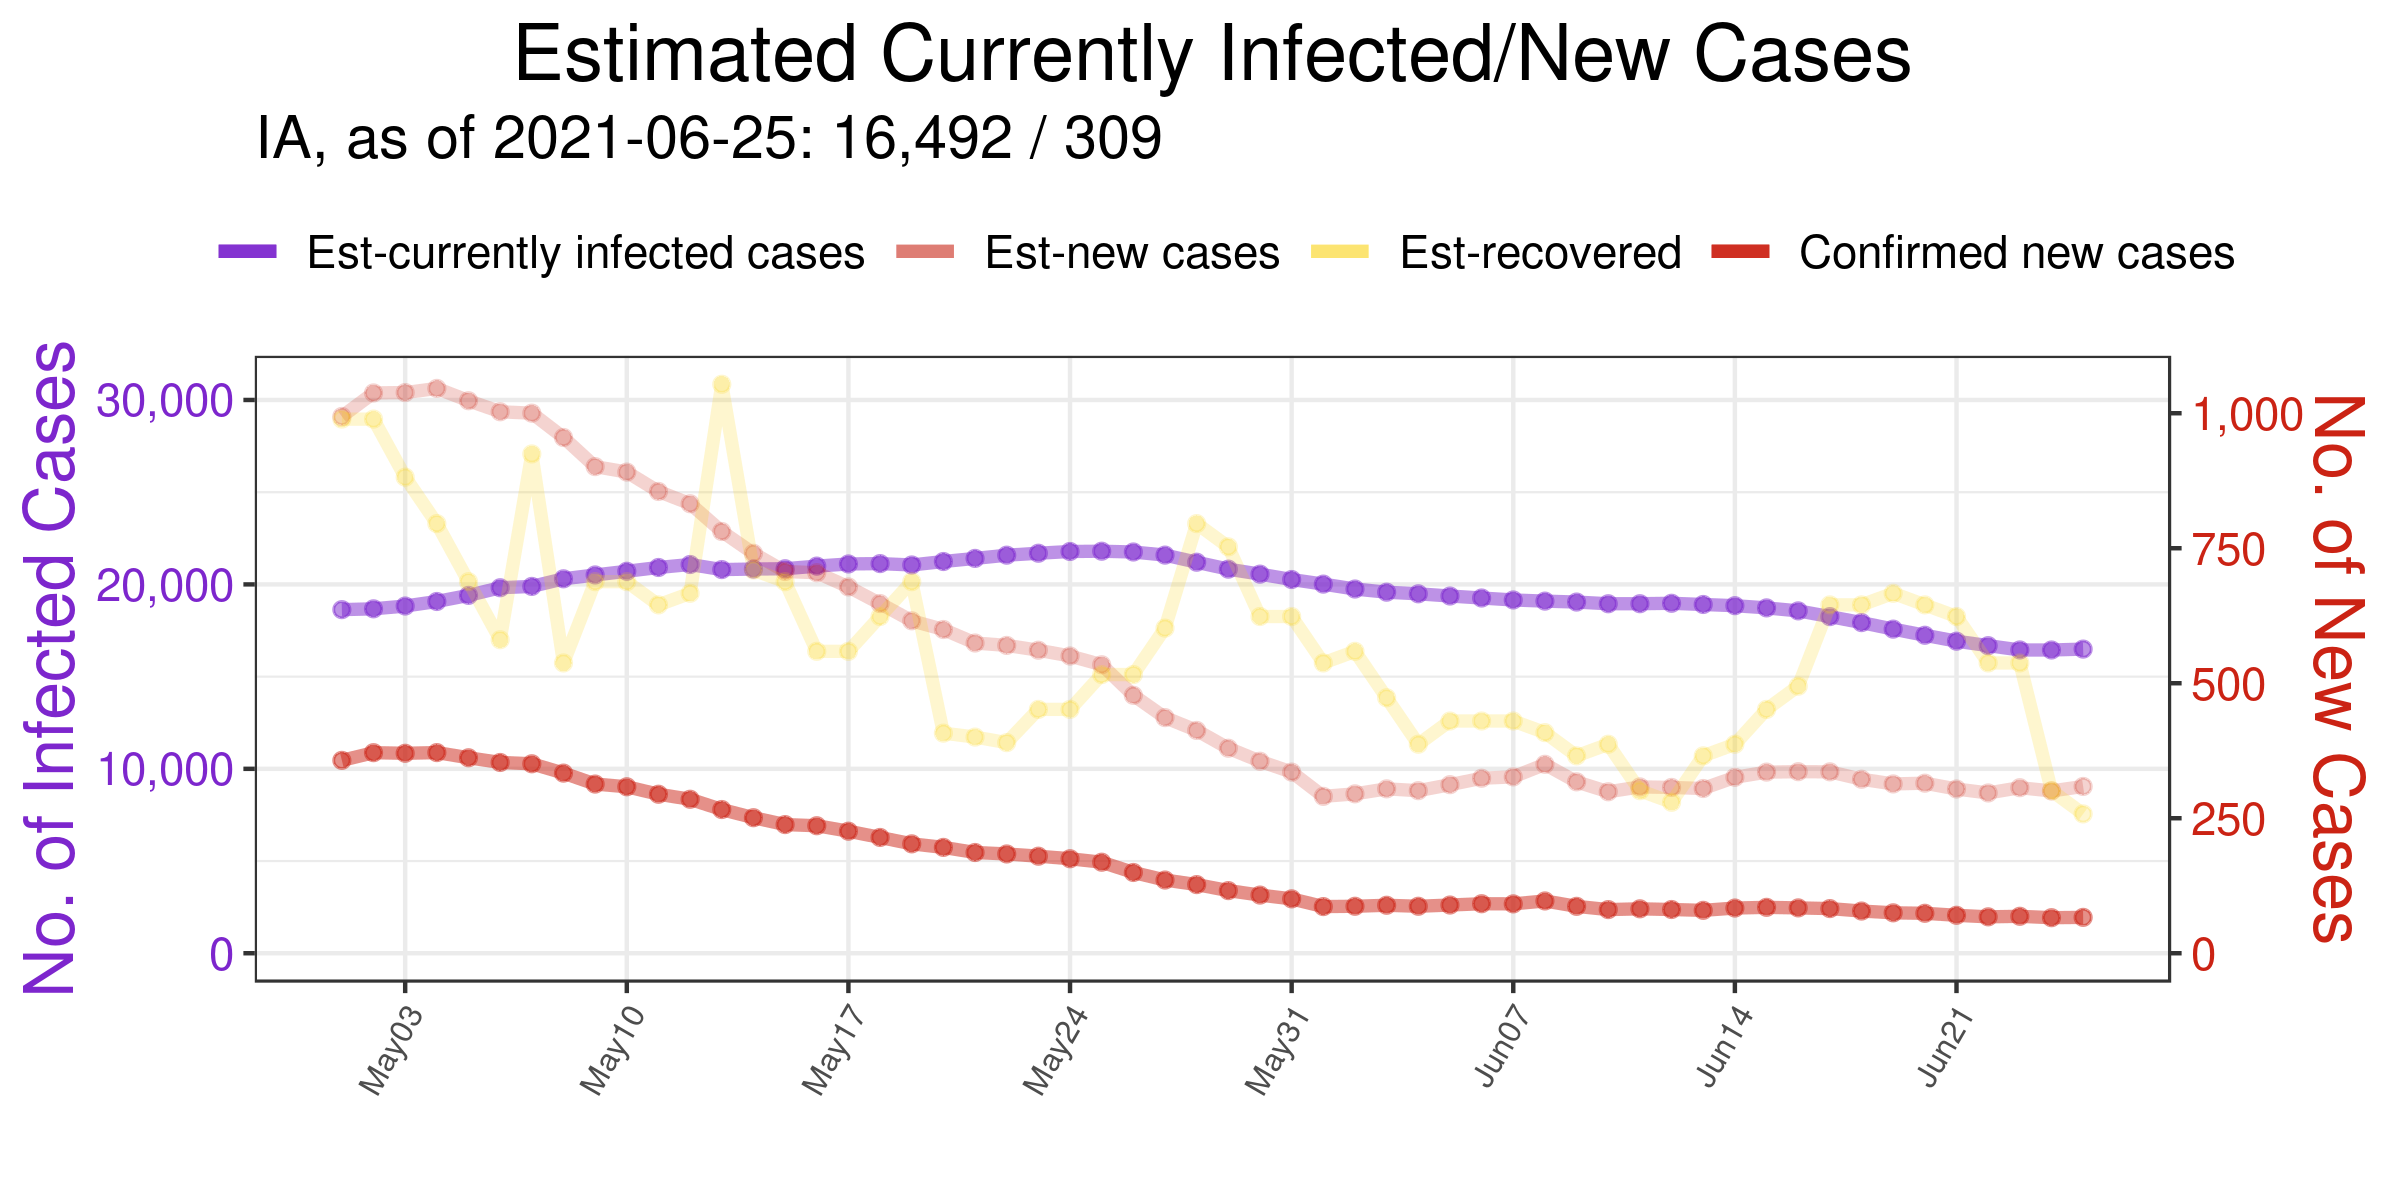 Estimated Currently Infected/New Cases
IA, as of 2021-06-25: 16,492 / 309
Est-currently infected cases Est-new cases Est-recovered Confirmed new cases
No. of Infected Cases
30,000
20,000
10,000
0
1,000
750
500
250
0
No. of New Cases
May03 May10 May17 May24 May31 Jun07 Jun14 Jun21